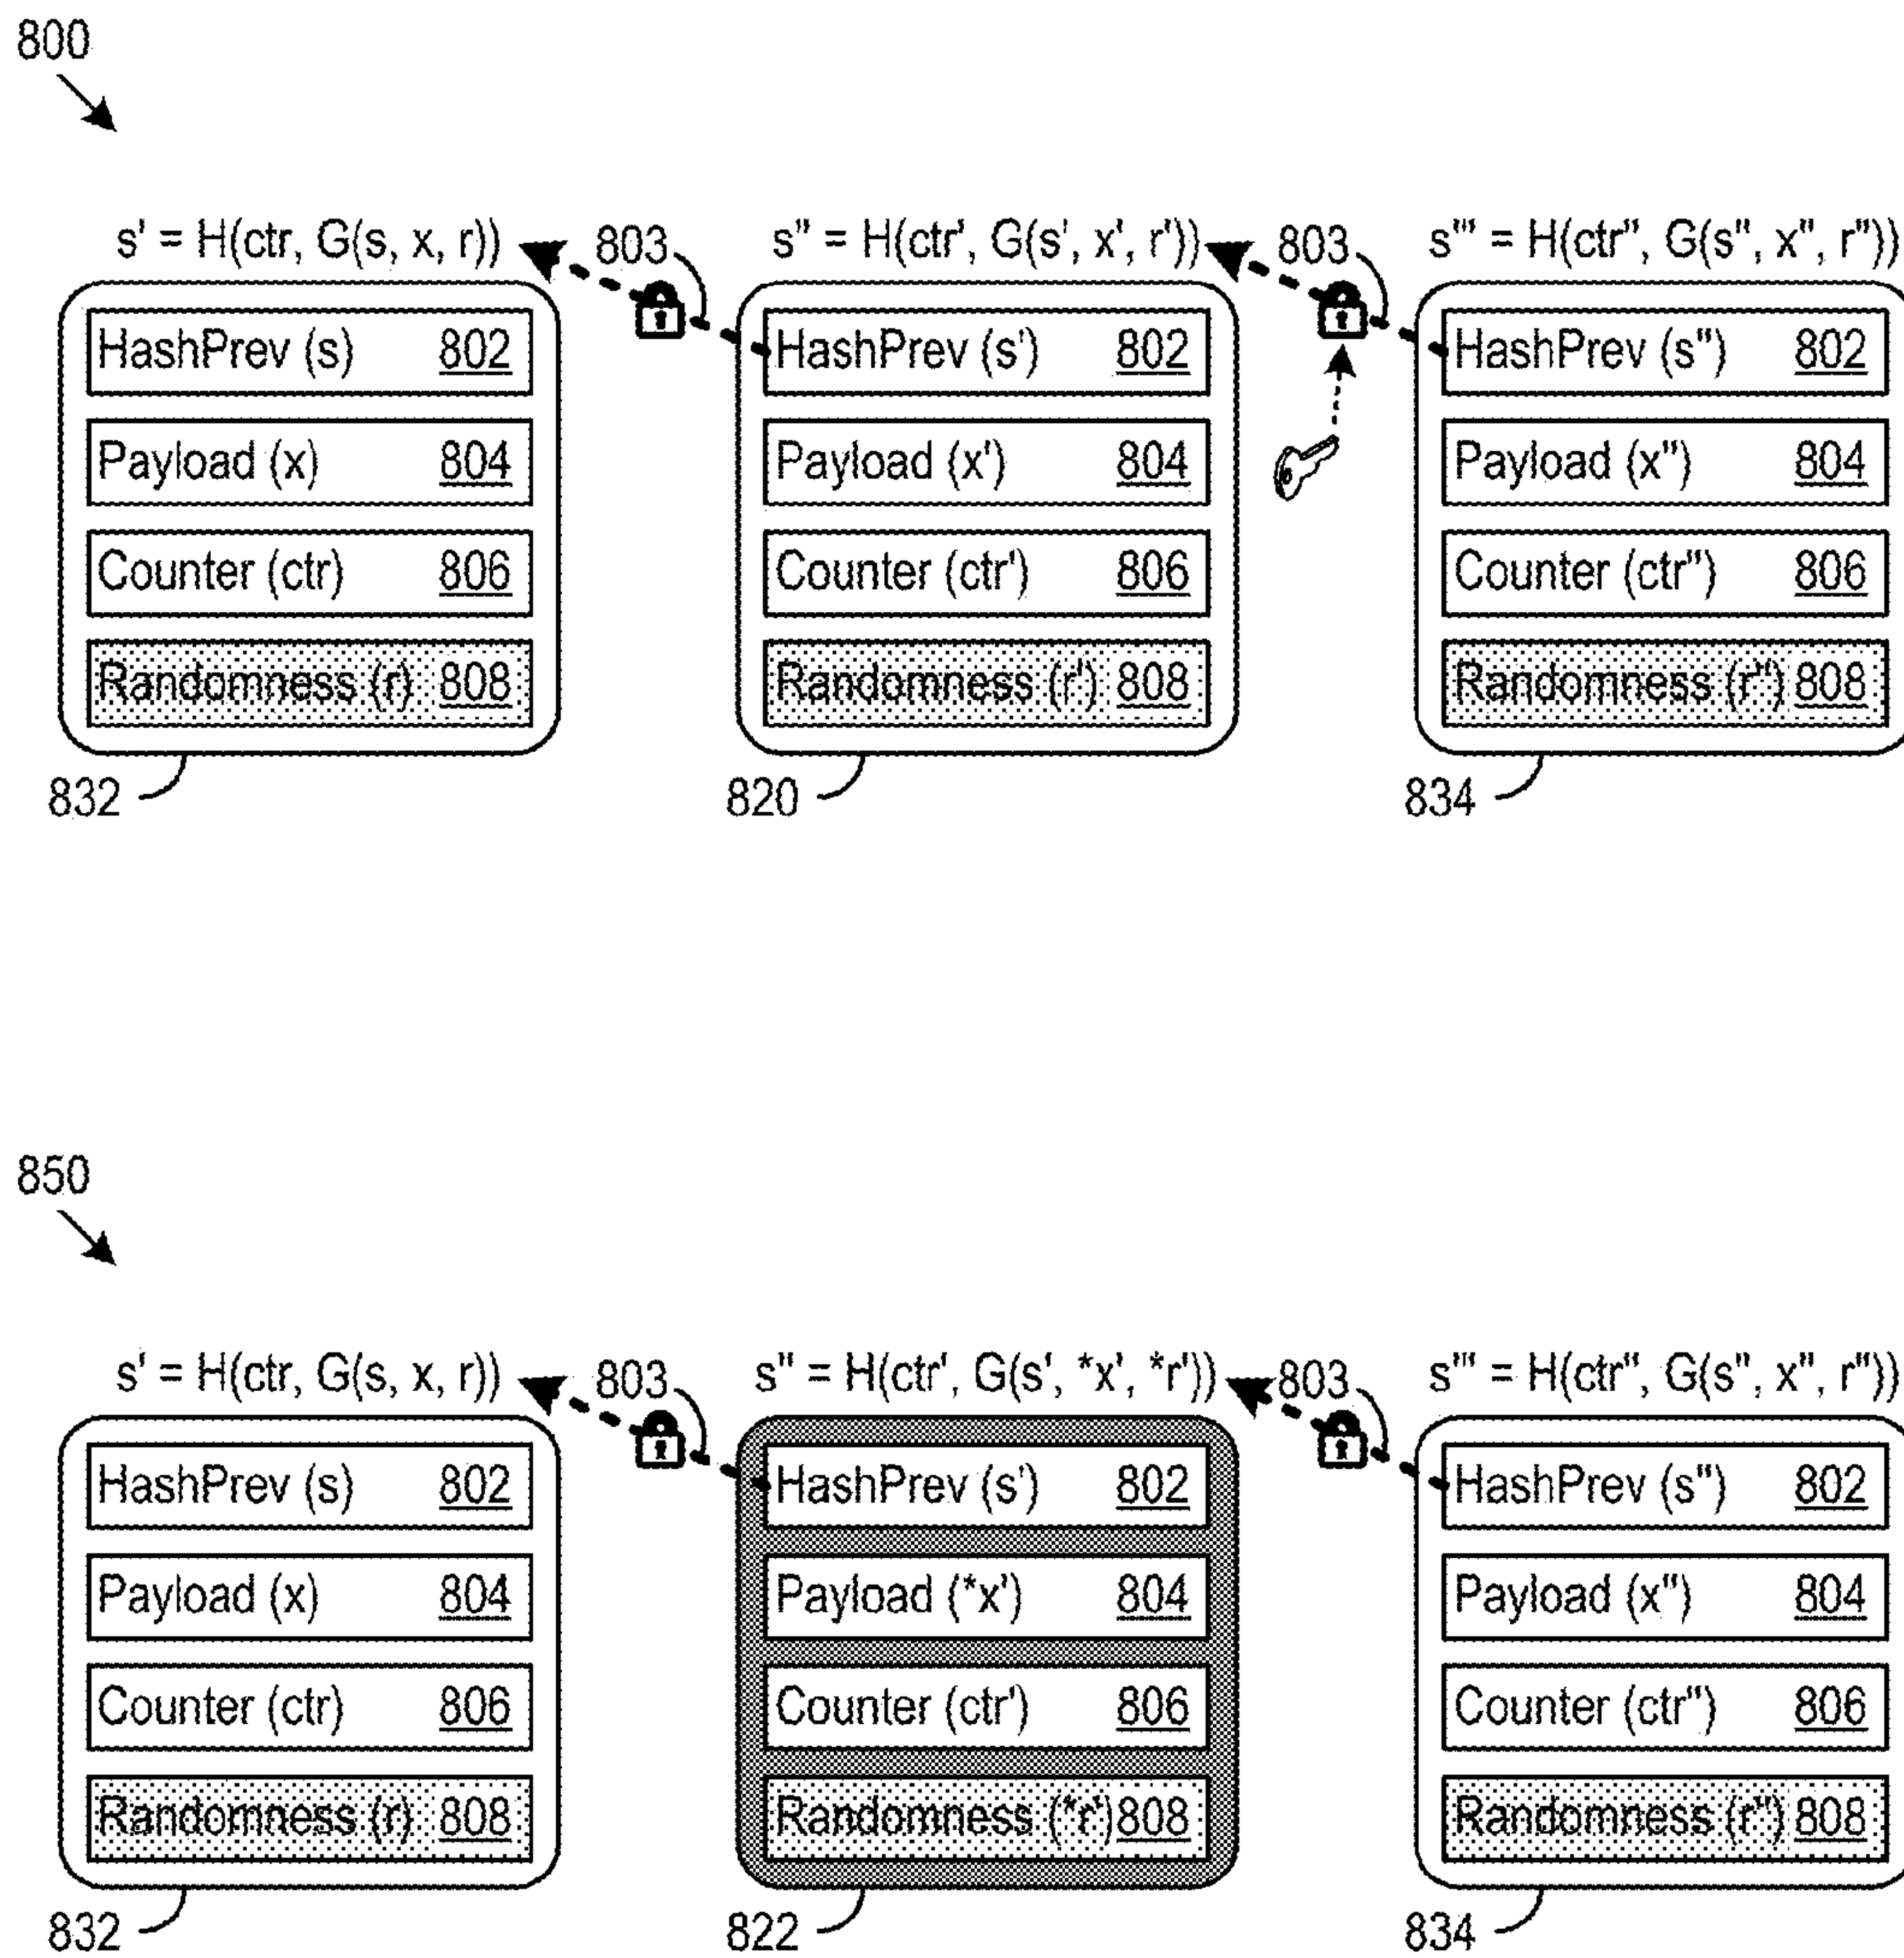 800
s' = H(ctr, G(s, x, r)) 803 s" = H(ctr', G(s', x', r')) 803 s''' = H(ctr", G(s", x", r"))
HashPrev (s) 802 HashPrev (s') 802 HashPrev (s") 802
Payload (x) 804 Payload (x') 804 Payload (x") 804
Counter (ctr) 806 Counter (ctr') 806 Counter (ctr") 806
Randomness (r) 808 Randomness (r') 808 Randomness (r") 808
832 820 834
850
s' = H(ctr, G(s, x, r)) 803 s" = H(ctr', G(s', *x', *r')) 803 s''' = H(ctr", G(s", x", r"))
HashPrev (s) 802 HashPrev (s') 802 HashPrev (s") 802
Payload (x) 804 Payload (*x') 804 Payload (x") 804
Counter (ctr) 806 Counter (ctr') 806 Counter (ctr") 806
Randomness (r) 808 Randomness (*r') 808 Randomness (r") 808
832 822 834